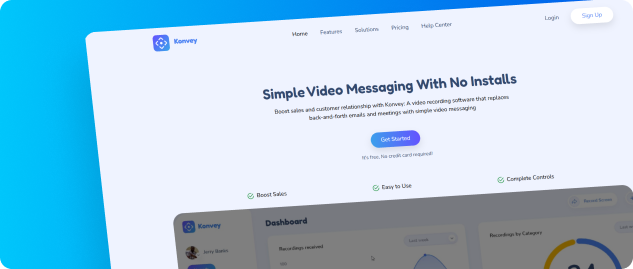 Konvey
Home Features Solutions Pricing Help Center
Login Sign Up
Simple Video Messaging With No Installs
Boost sales and customer relationship with Konvey: A video recording software that replaces
back-and-forth emails and meetings with simple video messaging
Get Started
It's free, No credit card required!
Boost Sales Easy to Use Complete Controls
Konvey
Dashboard
Record Screen
Jerry Banks
Recordings received
Last week
Recordings by Category